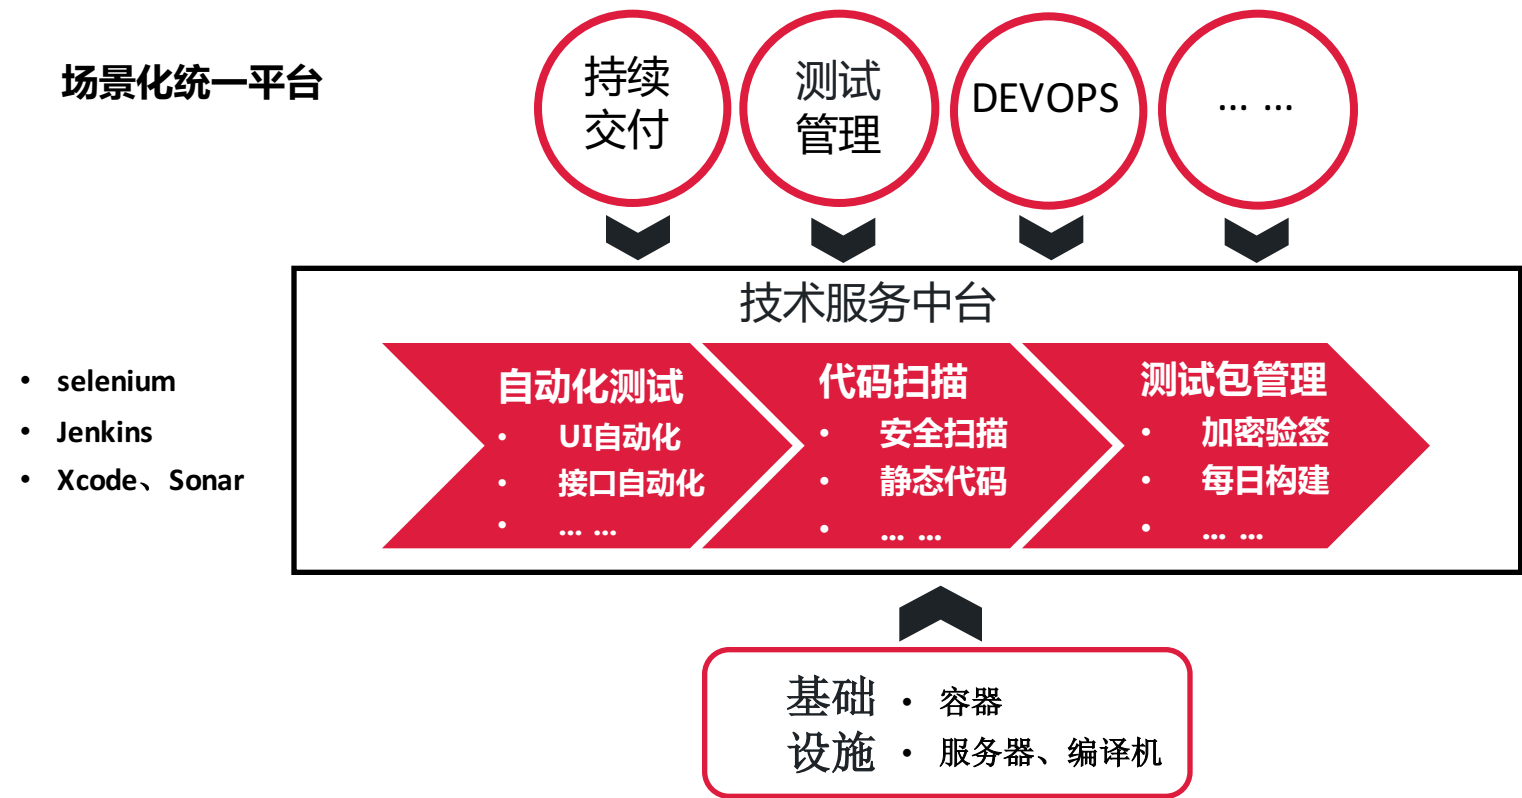 场景化统一平台
持续
交付
测试
管理
DEVOPS
... ...
技术服务中台
• selenium
• Jenkins
• Xcode、Sonar
自动化测试
• UI自动化
• 接口自动化
• ... ...
代码扫描
• 安全扫描
• 静态代码
• ... ...
测试包管理
• 加密验签
• 每日构建
• ... ...
基础
设施
• 容器
• 服务器、编译机